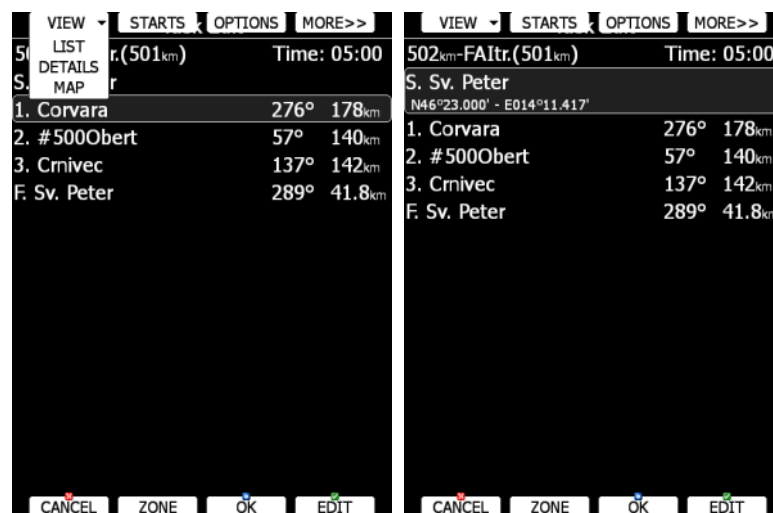 VIEW STARTS OPTIONS MORE>>
LIST
DETAILS
MAP
r.(501km) Time: 05:00
S.
1. Corvara 276° 178km
2. #500Obert 57° 140km
3. Crnivec 137° 142km
F. Sv. Peter 289° 41.8km
CANCEL ZONE OK EDIT
VIEW STARTS OPTIONS MORE>>
502km-FAItr.(501km) Time: 05:00
S. Sv. Peter
N46°23.000' - E014°11.417'
1. Corvara 276° 178km
2. #500Obert 57° 140km
3. Crnivec 137° 142km
F. Sv. Peter 289° 41.8km
CANCEL ZONE OK EDIT